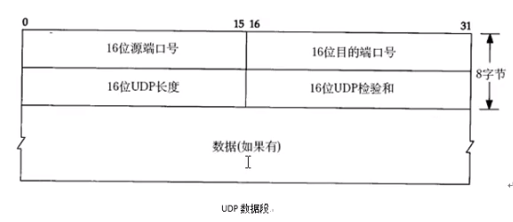 0 15 16 31
16位源端口号 16位目的端口号
8字节
16位UDP长度 16位UDP检验和
数据(如果有)
UDP 数据段